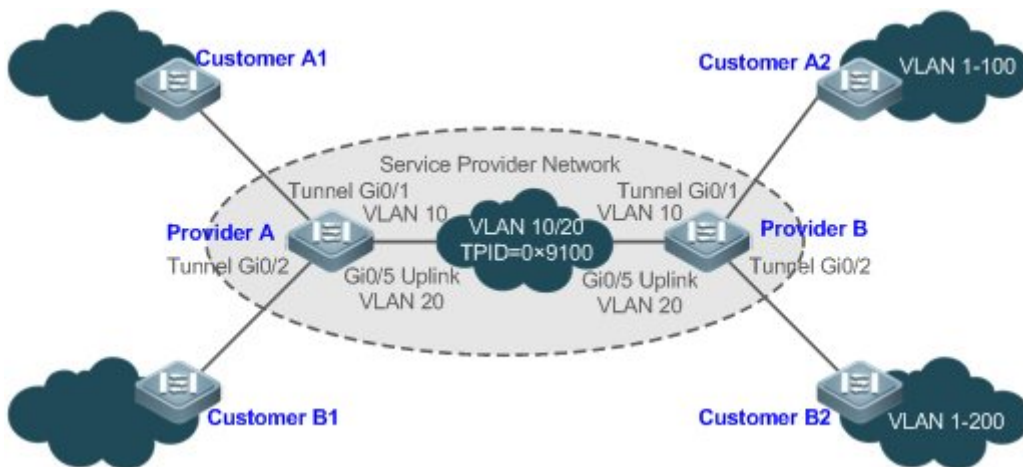 Customer A1
Customer A2
VLAN 1-100
Service Provider Network
Tunnel Gi0/1
VLAN 10
Tunnel Gi0/1
VLAN 10
Provider A
VLAN 10/20
TPID=0×9100
Provider B
Tunnel Gi0/2
Gi0/5 Uplink
VLAN 20
Gi0/5 Uplink
VLAN 20
Tunnel Gi0/2
Customer B1
Customer B2
VLAN 1-200